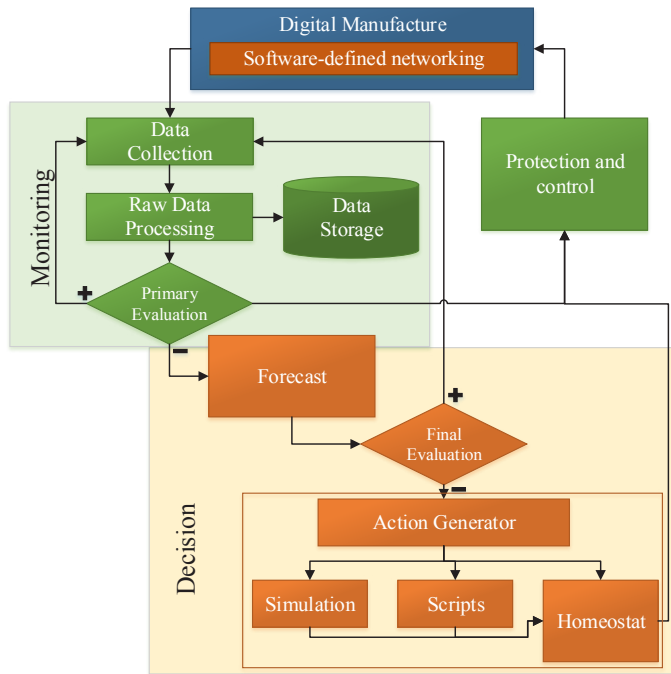 Digital Manufacture
Software-defined networking
Monitoring
Data
Collection
Protection and
control
Raw Data
Processing
Data
Storage
+
Primary
Evaluation
−
Forecast
+
Final
Evaluation
−
Decision
Action Generator
Simulation
Scripts
Homeostat